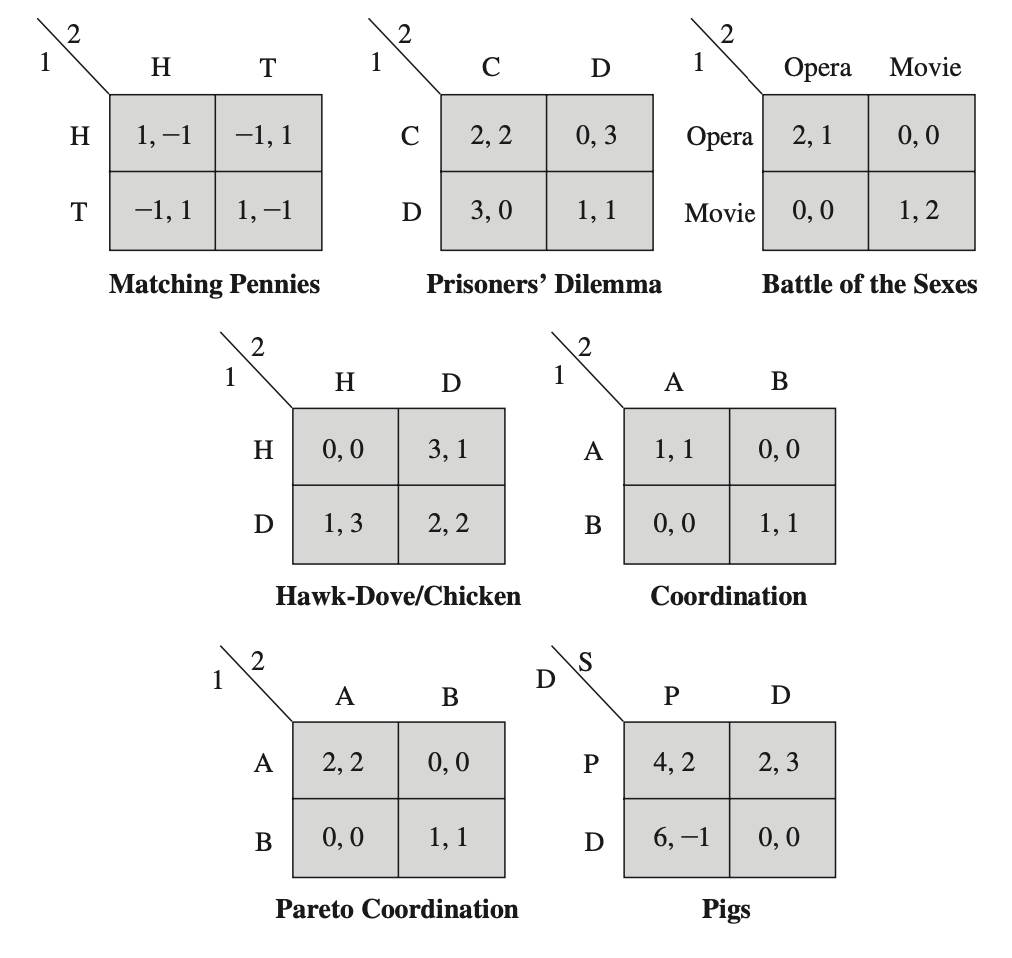 2 2 2
1 H T 1 C D 1 Opera Movie
H 1, −1 −1, 1 C 2, 2 0, 3 Opera 2, 1 0, 0
T −1, 1 1, −1 D 3, 0 1, 1 Movie 0, 0 1, 2
Matching Pennies Prisoners’ Dilemma Battle of the Sexes
2 2
1 H D 1 A B
H 0, 0 3, 1 A 1, 1 0, 0
D 1, 3 2, 2 B 0, 0 1, 1
Hawk-Dove/Chicken Coordination
2 S
1 A B D P D
A 2, 2 0, 0 P 4, 2 2, 3
B 0, 0 1, 1 D 6, −1 0, 0
Pareto Coordination Pigs